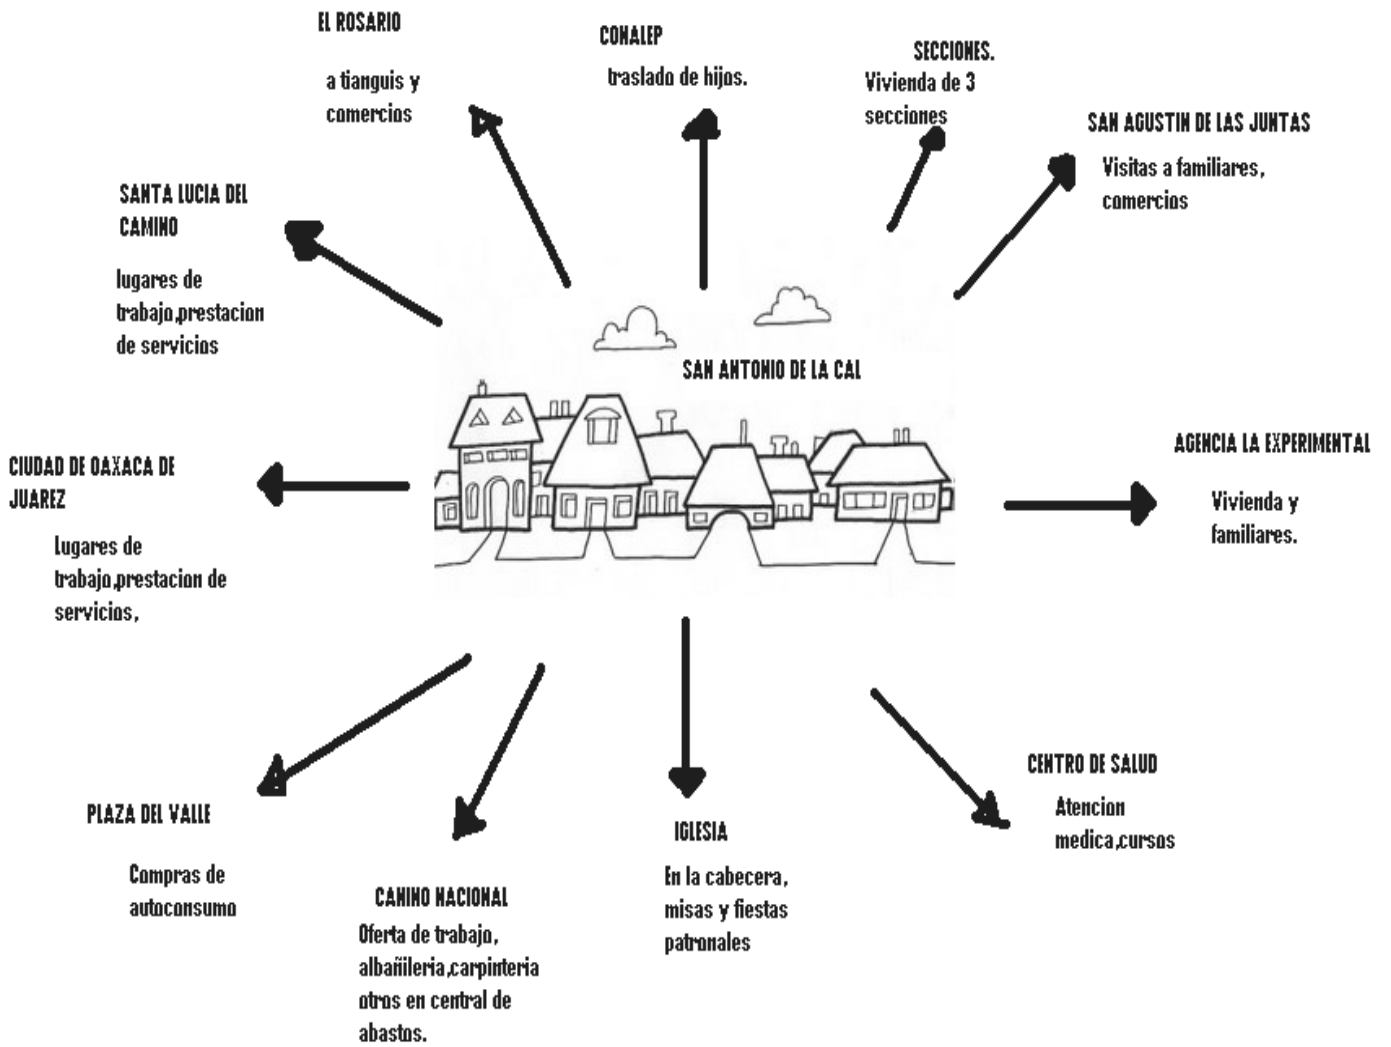 EL ROSARIO
a tianguis y
comercios
CONALEP
traslado de hijos.
SECCIONES.
Vivienda de 3
secciones
SAN AGUSTIN DE LAS JUNTAS
Visitas a familiares,
comercios
SANTA LUCIA DEL
CAMINO
lugares de
trabajo,prestacion
de servicios
SAN ANTONIO DE LA CAL
AGENCIA LA EXPERIMENTAL
Vivienda y
familiares.
CIUDAD DE OAXACA DE
JUAREZ
Lugares de
trabajo,prestacion de
servicios,
PLAZA DEL VALLE
Compras de
autoconsumo
CANINO NACIONAL
Oferta de trabajo,
albañileria,carpinteria
otros en central de
abastos.
IGLESIA
En la cabecera,
misas y fiestas
patronales
CENTRO DE SALUD
Atencion
medica,cursos